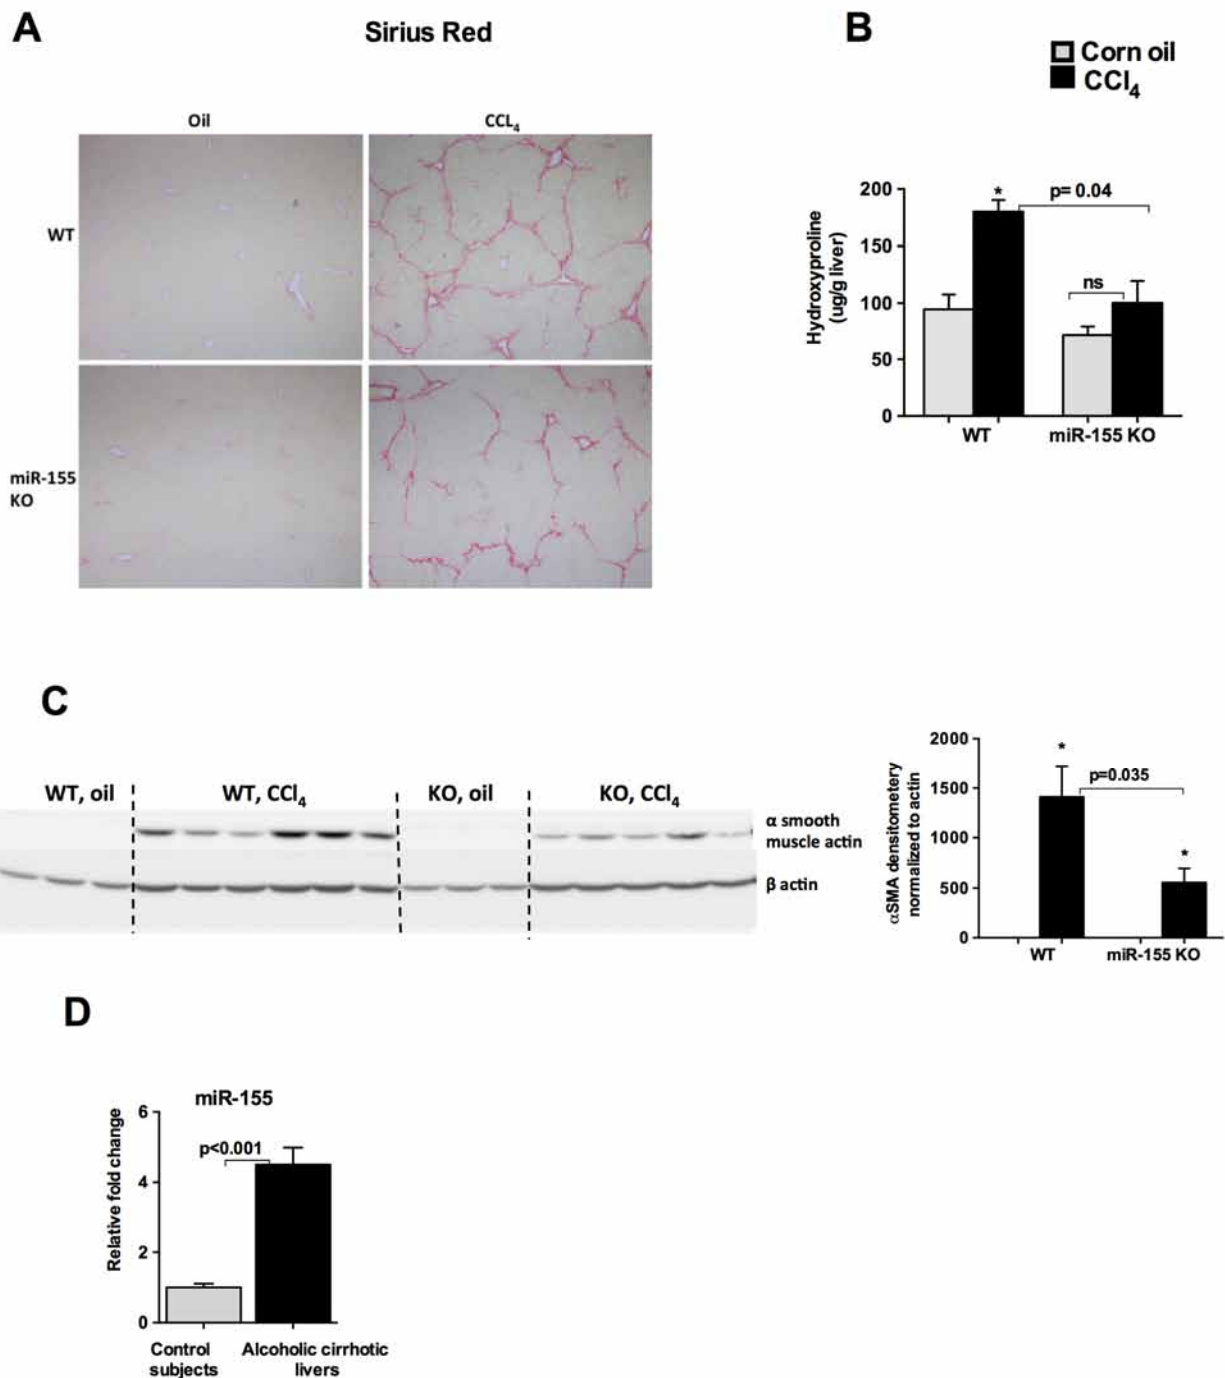 A
Sirius Red
Oil
CCL4
WT
miR-155
KO
B
Corn oil
CCl4
Hydroxyproline
(ug/g liver)
200
150
100
50
0
*
p= 0.04
ns
WT
miR-155 KO
C
WT, oil
WT, CCl4
KO, oil
KO, CCl4
α smooth
muscle actin
β actin
αSMA densitometery
normalized to actin
2000
1500
1000
500
0
*
p=0.035
*
WT
miR-155 KO
D
miR-155
Relative fold change
6
4
2
0
p<0.001
Control
subjects
Alcoholic cirrhotic
livers